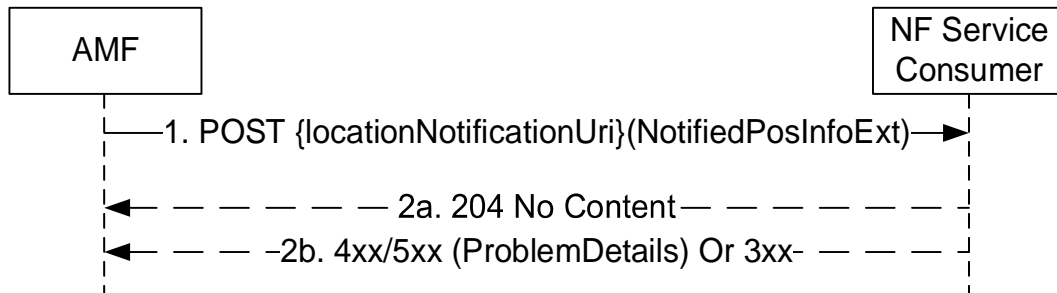 AMF
NF Service
Consumer
1. POST {locationNotificationUri}(NotifiedPosInfoExt)
2a. 204 No Content
2b. 4xx/5xx (ProblemDetails) Or 3xx